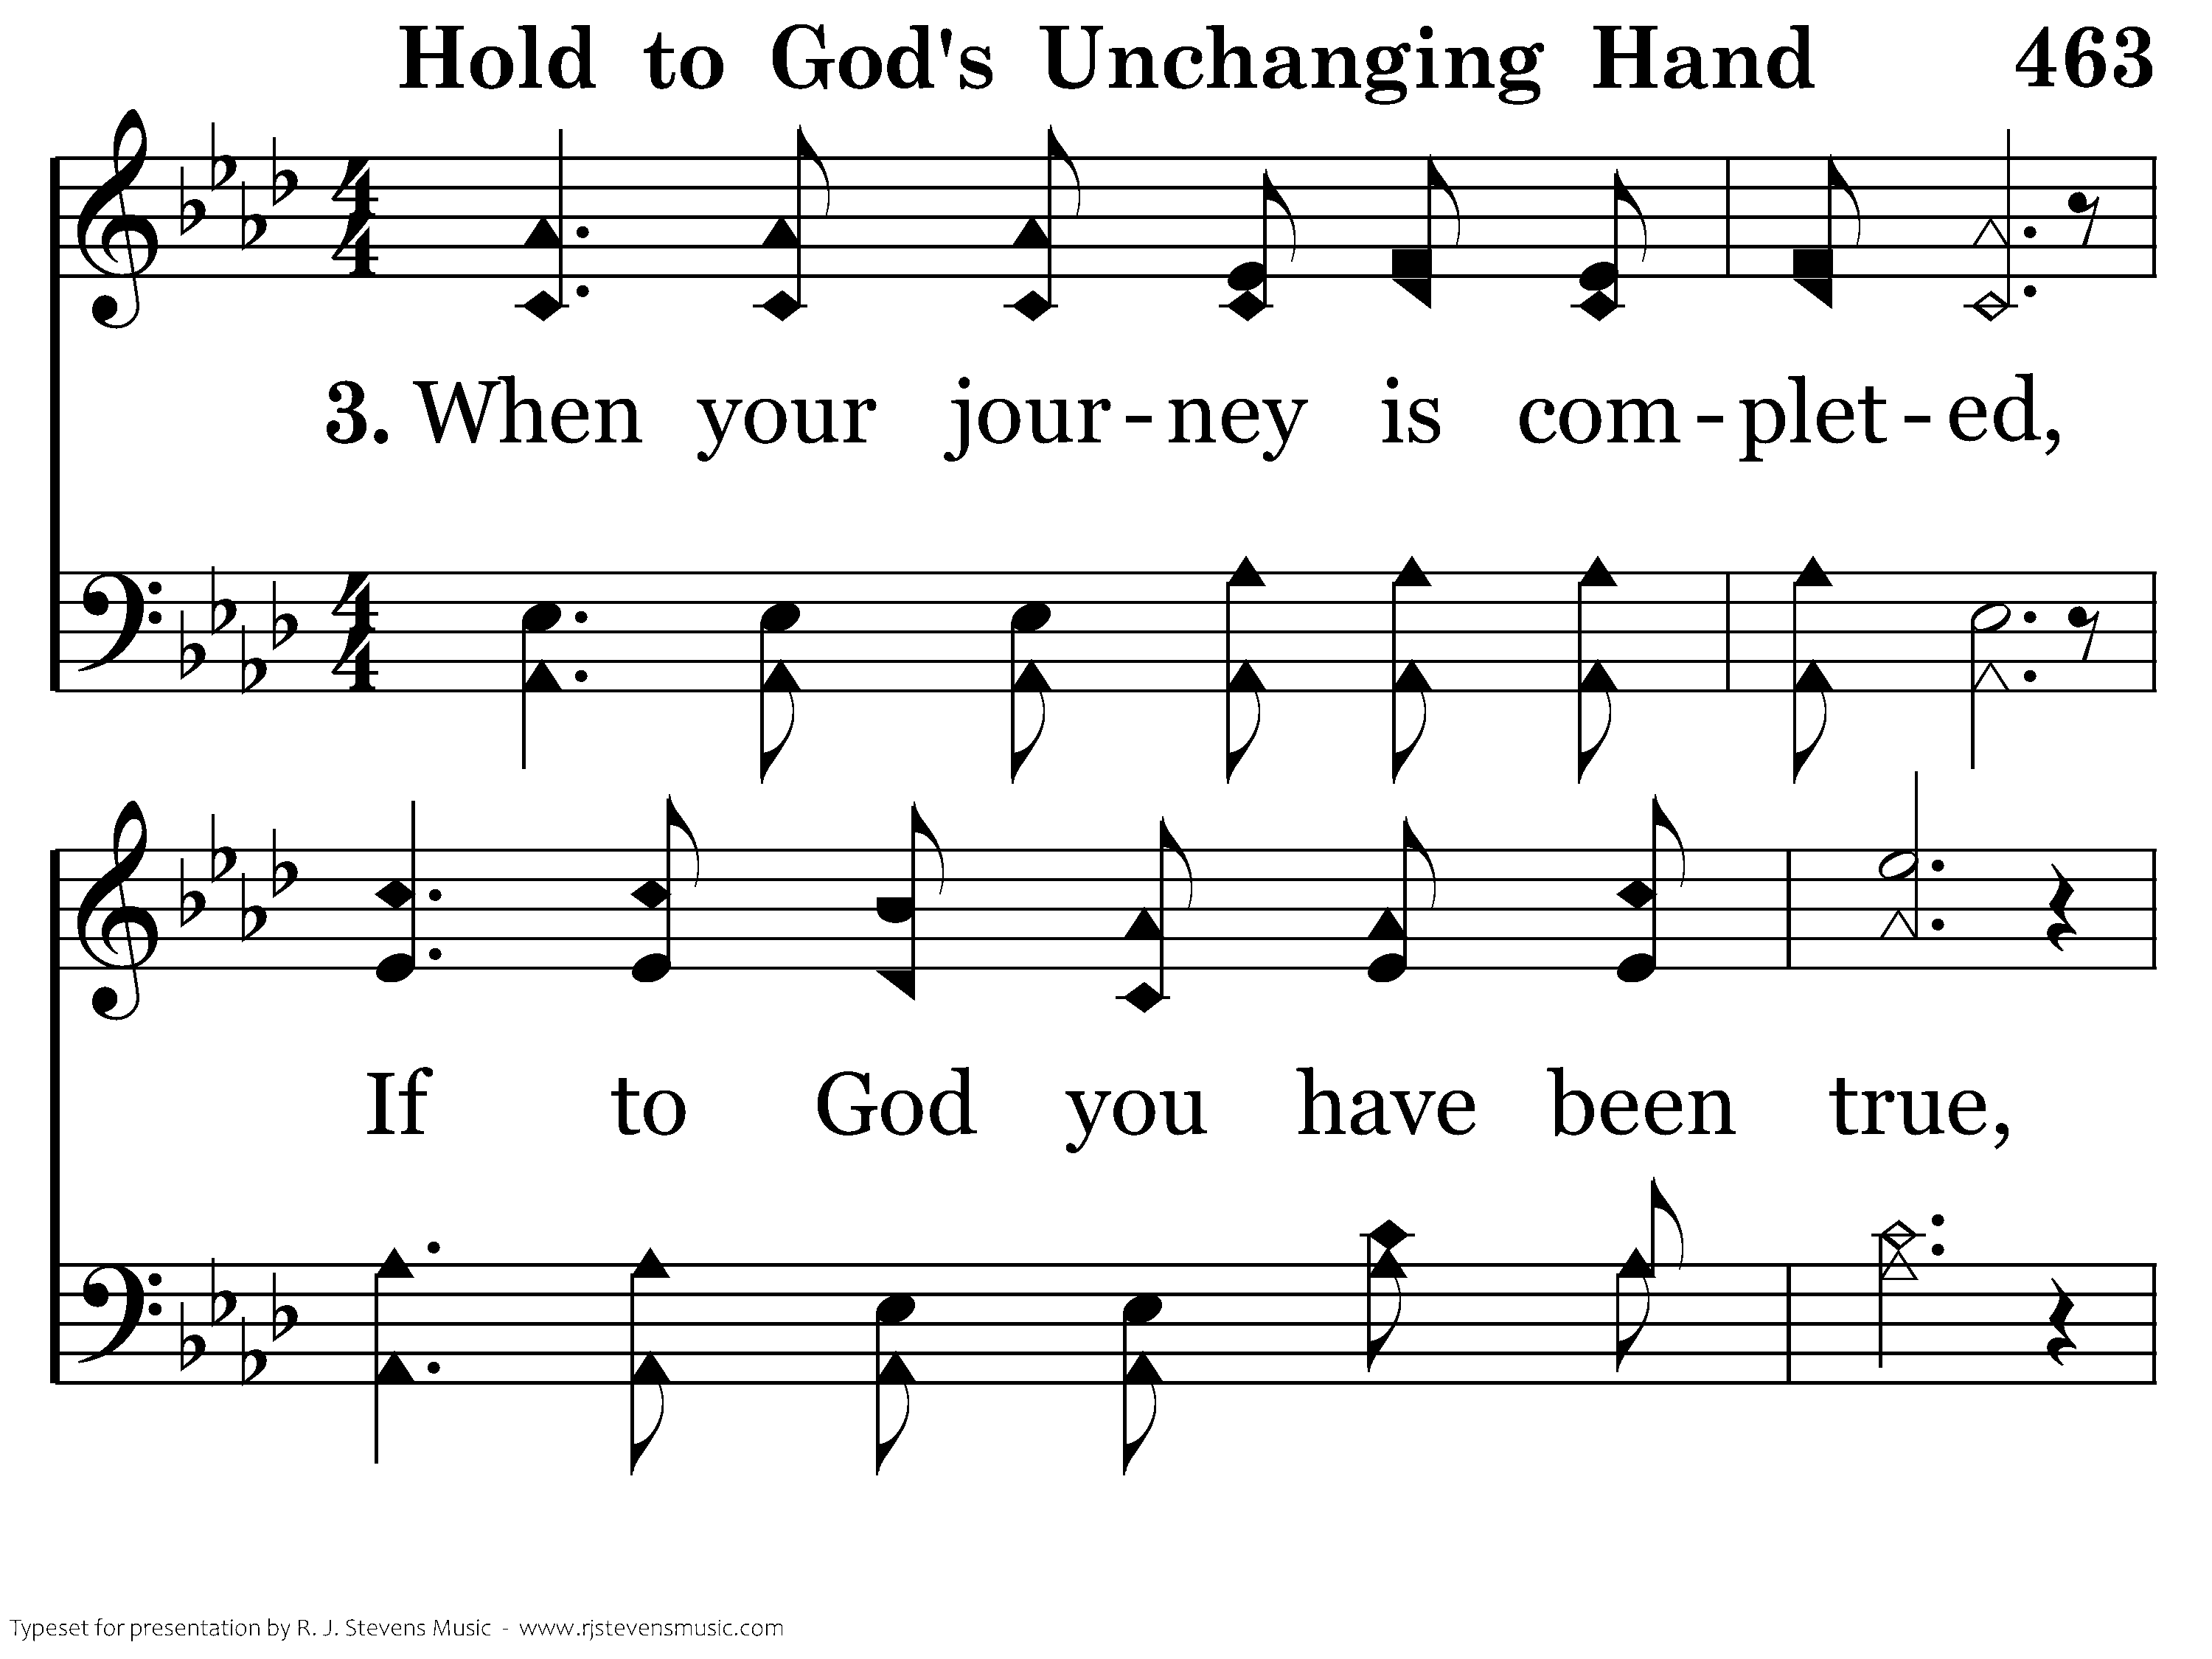 Hold to God's Unchanging Hand 463
3. When your jour-ney is com-plet-ed,
If to God you have been true,
Typeset for presentation by R. J. Stevens Music - www.rjstevensmusic.com